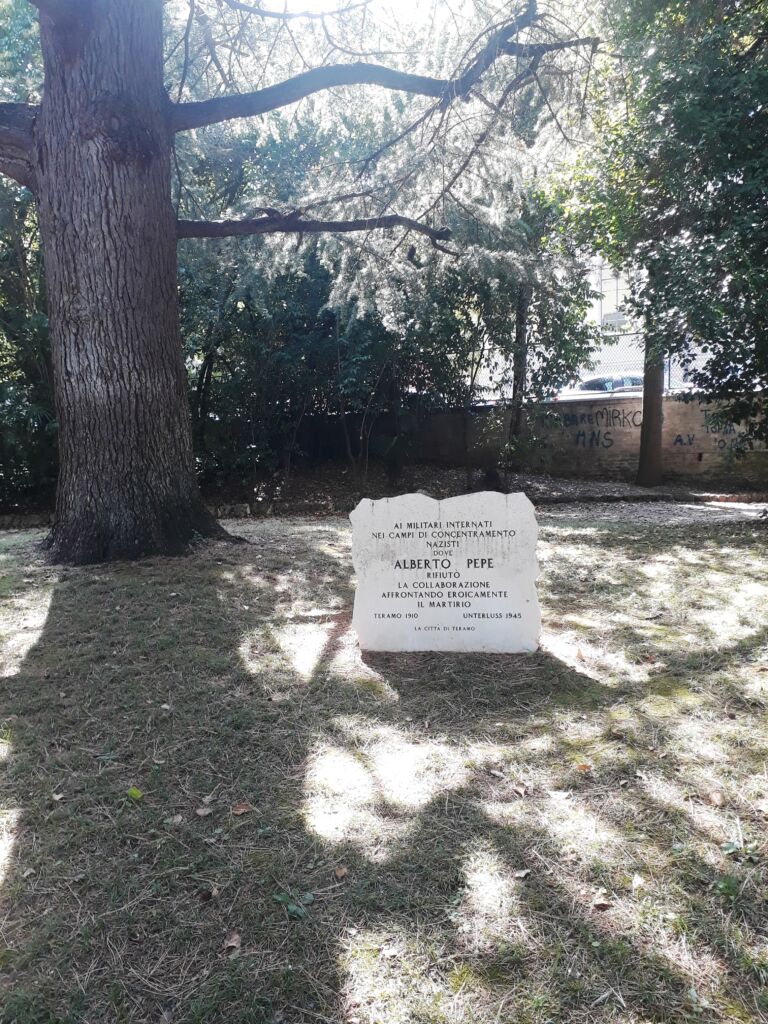 AI MILITARI INTERNATI
NEI CAMPI DI CONCENTRAMENTO
NAZISTI
DOVE
ALBERTO PEPE
RIFIUTÒ
LA COLLABORAZIONE
AFFRONTANDO EROICAMENTE
IL MARTIRIO
TERAMO 1910 UNTERLUSS 1945
LA CITTÀ DI TERAMO
MIRKO
MNS
A.V